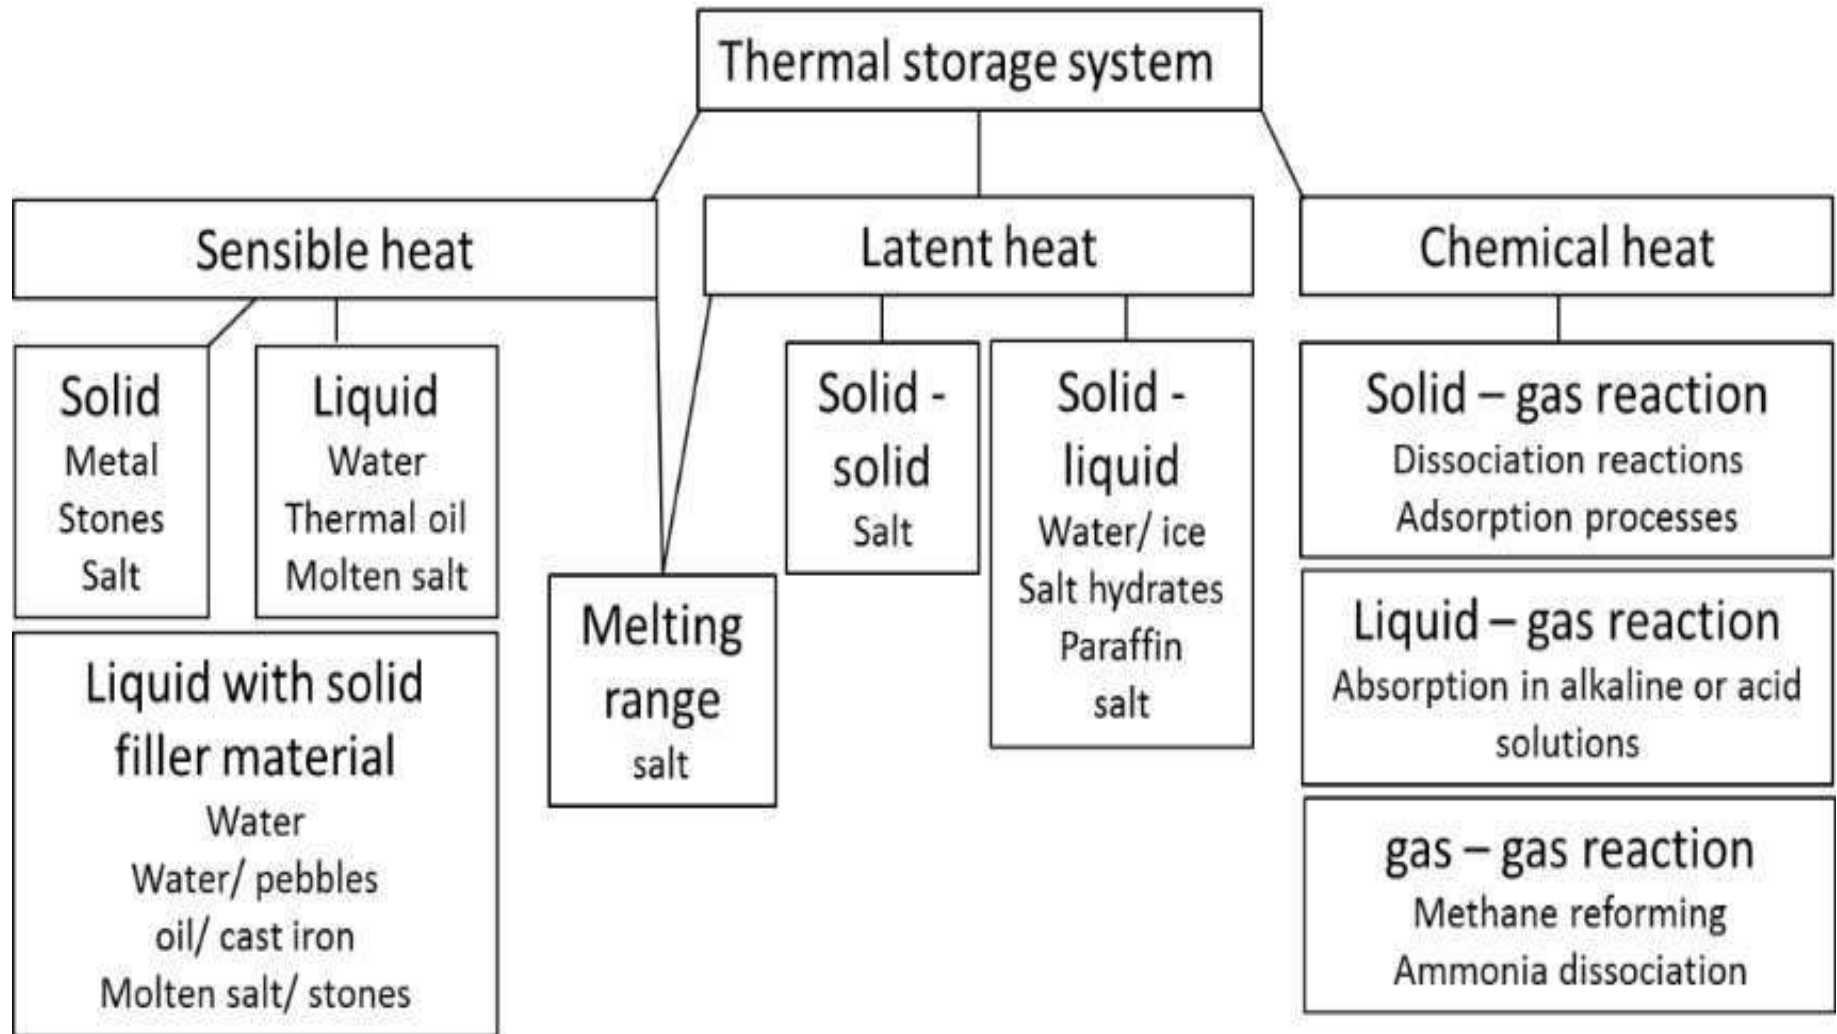 Thermal storage system
Sensible heat
Latent heat
Chemical heat
Solid
Metal
Stones
Salt
Liquid
Water
Thermal oil
Molten salt
Liquid with solid
filler material
Water
Water/ pebbles
oil/ cast iron
Molten salt/ stones
Melting
range
salt
Solid -
solid
Salt
Solid -
liquid
Water/ ice
Salt hydrates
Paraffin
salt
Solid – gas reaction
Dissociation reactions
Adsorption processes
Liquid – gas reaction
Absorption in alkaline or acid
solutions
gas – gas reaction
Methane reforming
Ammonia dissociation